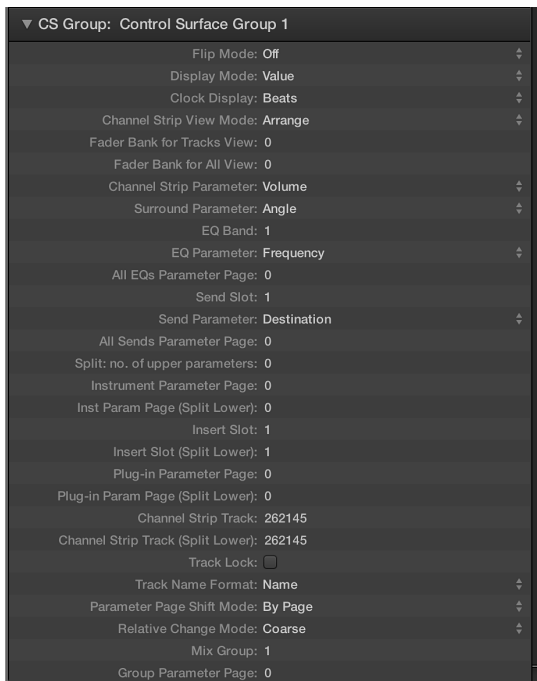 CS Group: Control Surface Group 1
Flip Mode: Off
Display Mode: Value
Clock Display: Beats
Channel Strip View Mode: Arrange
Fader Bank for Tracks View: 0
Fader Bank for All View: 0
Channel Strip Parameter: Volume
Surround Parameter: Angle
EQ Band: 1
EQ Parameter: Frequency
All EQs Parameter Page: 0
Send Slot: 1
Send Parameter: Destination
All Sends Parameter Page: 0
Split: no. of upper parameters: 0
Instrument Parameter Page: 0
Inst Param Page (Split Lower): 0
Insert Slot: 1
Insert Slot (Split Lower): 1
Plug-in Parameter Page: 0
Plug-in Param Page (Split Lower): 0
Channel Strip Track: 262145
Channel Strip Track (Split Lower): 262145
Track Lock:
Track Name Format: Name
Parameter Page Shift Mode: By Page
Relative Change Mode: Coarse
Mix Group: 1
Group Parameter Page: 0